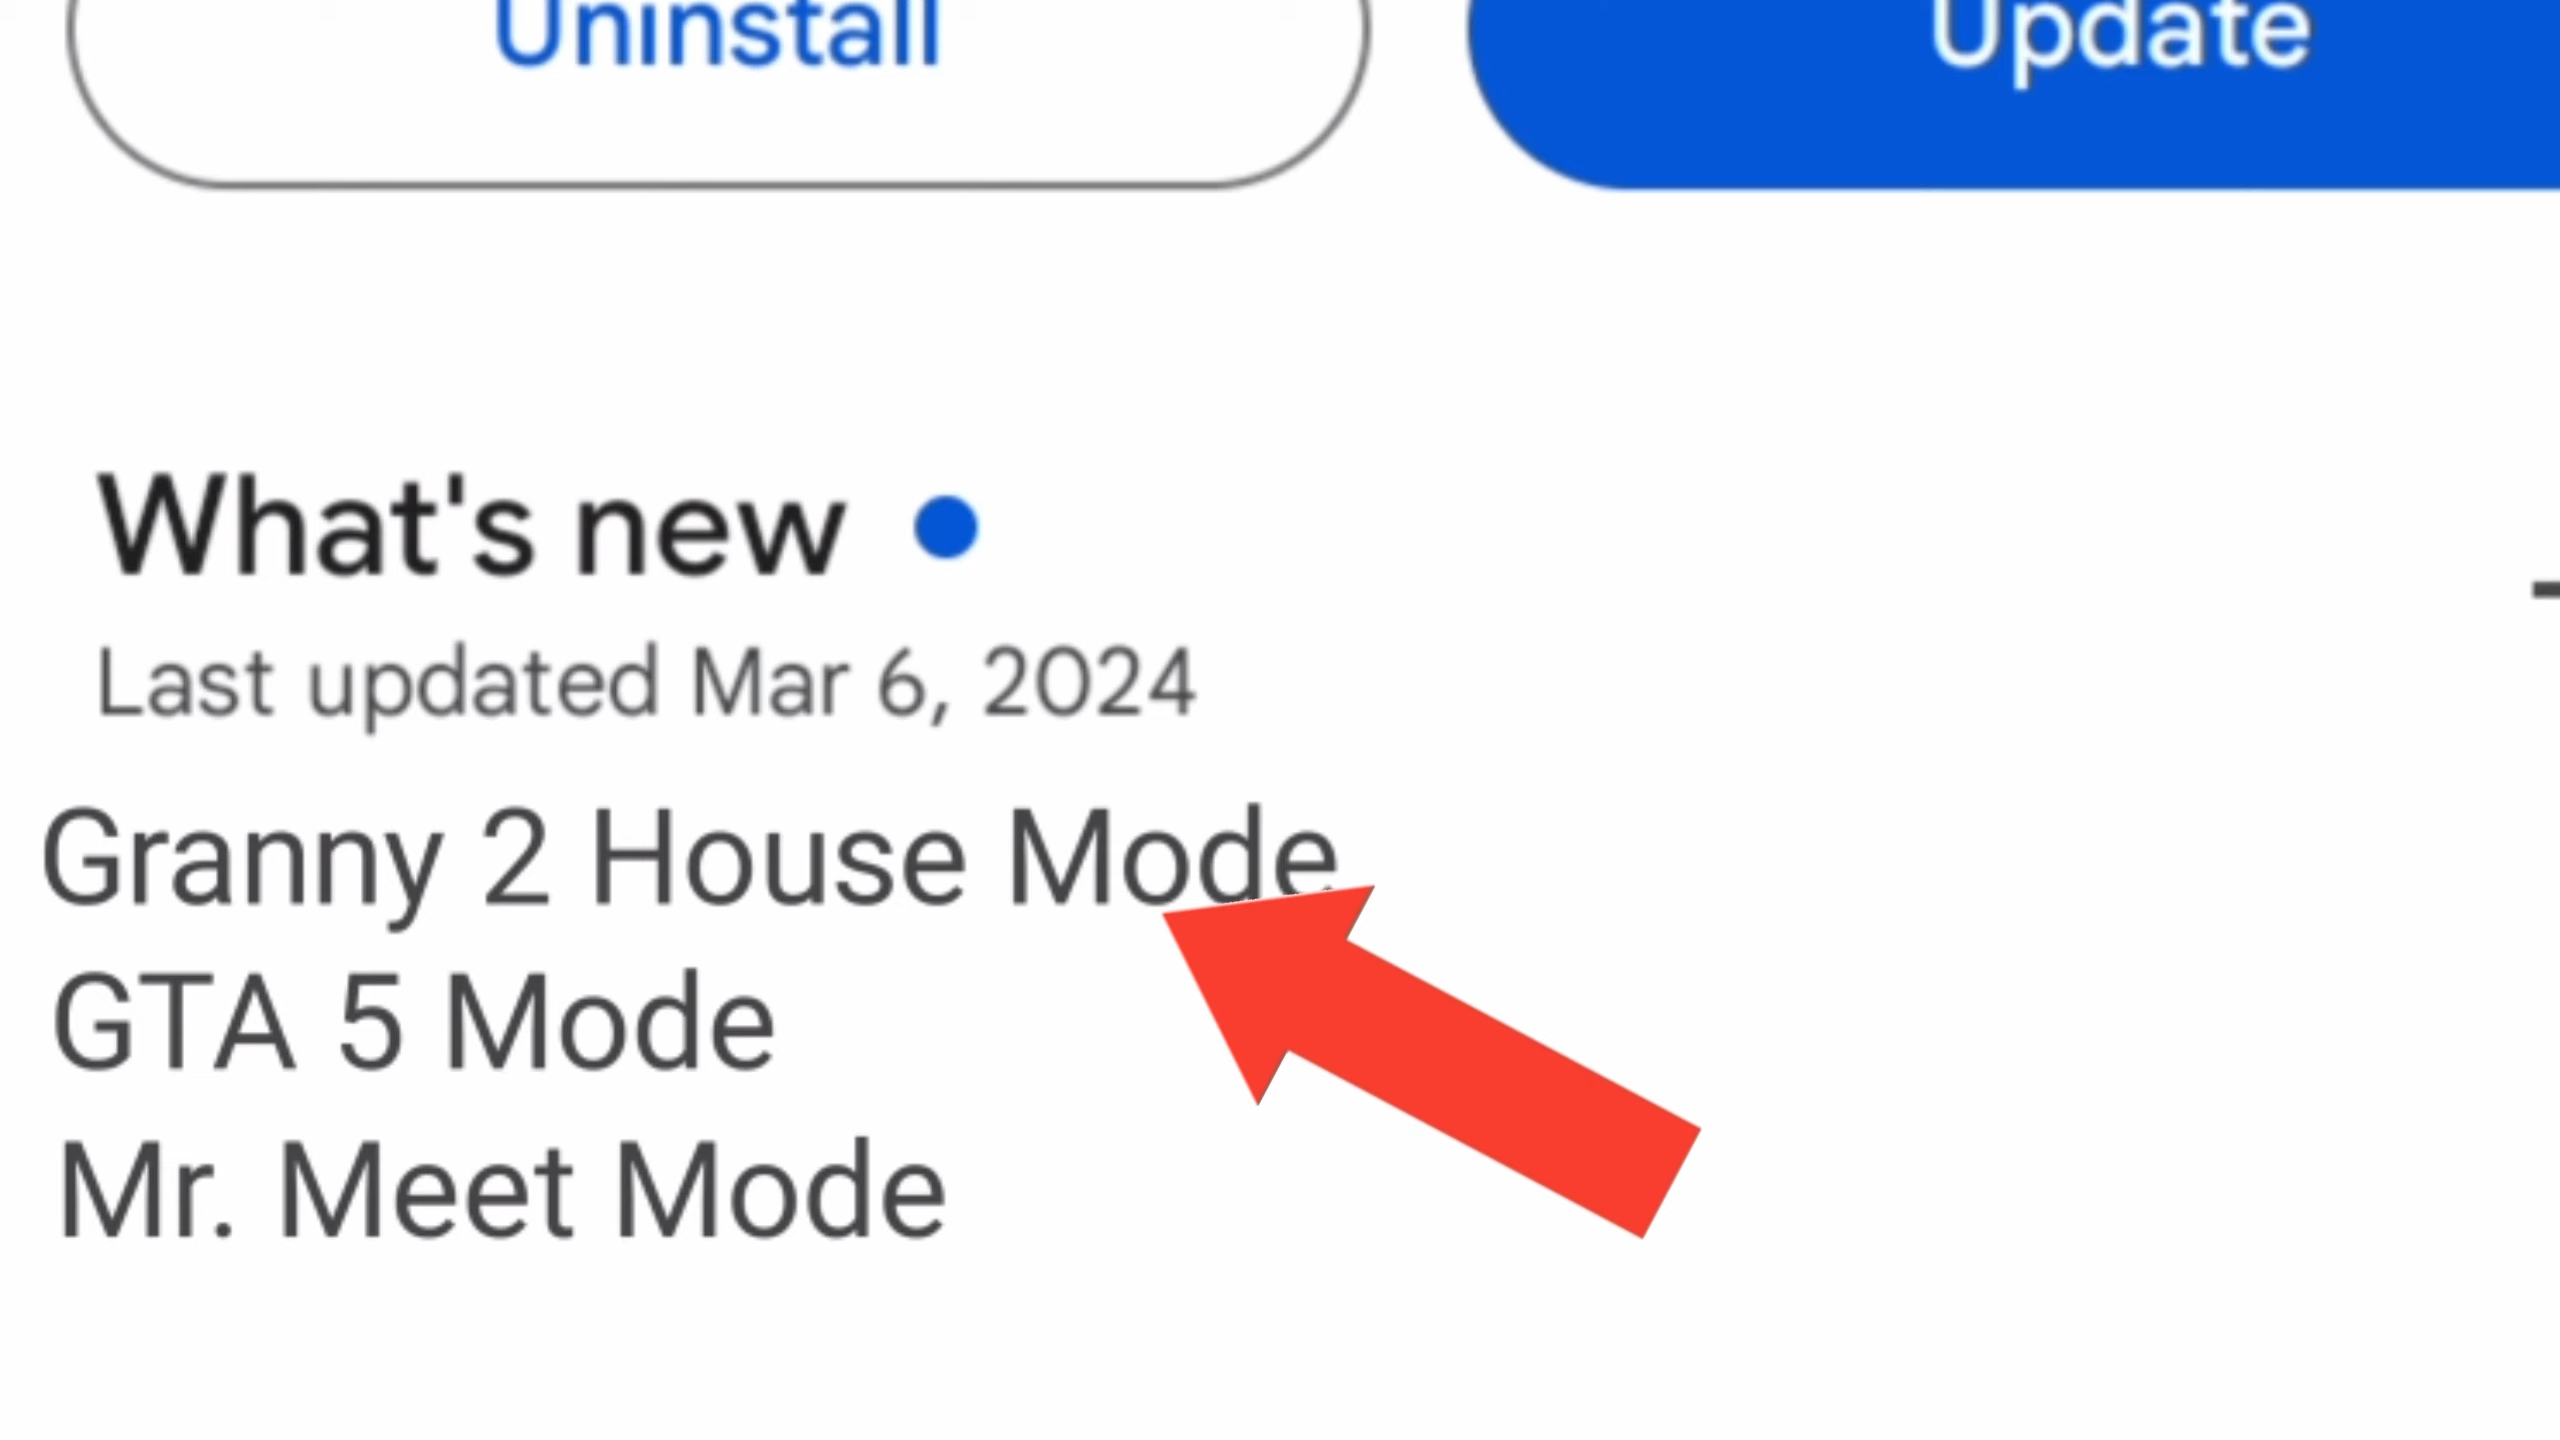 Uninstall Update
What's new
Last updated Mar 6, 2024
Granny 2 House Mode
GTA 5 Mode
Mr. Meet Mode